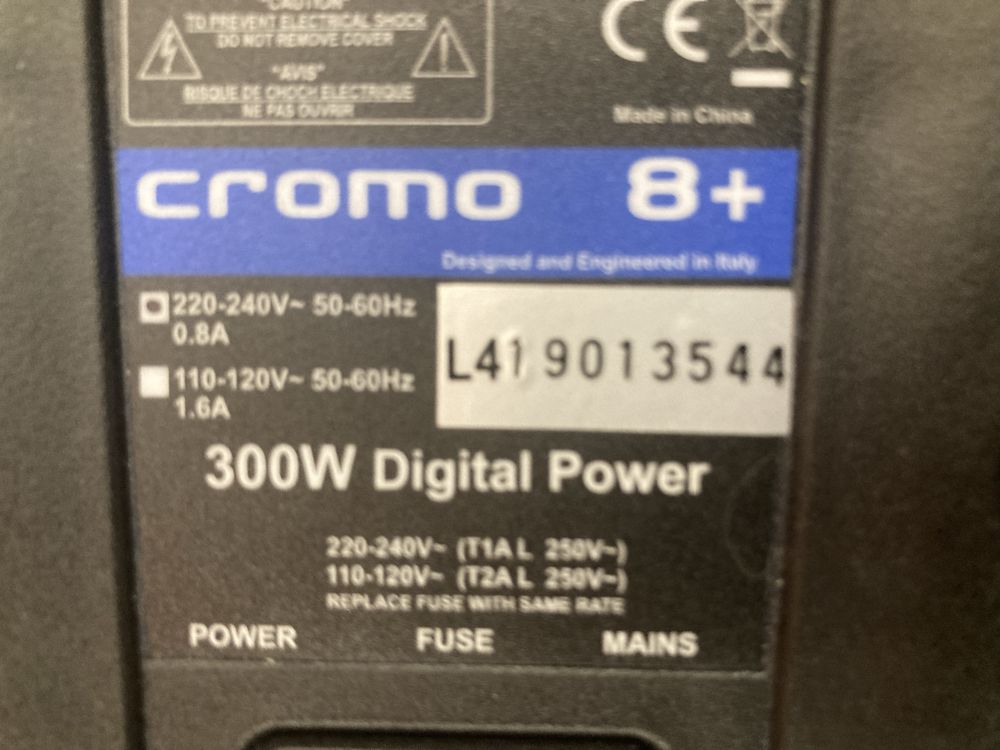 "CAUTION"
TO PREVENT ELECTRICAL SHOCK
DO NOT REMOVE COVER
"AVIS"
RISQUE DE CHOCH ELECTRIQUE
NE PAS OUVRIR
CE
Made in China
cromo 8+
Designed and Engineered in Italy
220-240V~ 50-60Hz
0.8A
110-120V~ 50-60Hz
1.6A
L419013544
300W Digital Power
220-240V~ (T1A L 250V~)
110-120V~ (T2A L 250V~)
REPLACE FUSE WITH SAME RATE
POWER FUSE MAINS